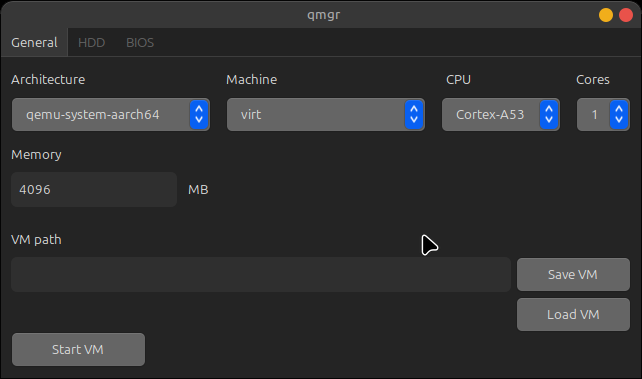 qmgr
General HDD BIOS
Architecture Machine CPU Cores
qemu-system-aarch64 virt Cortex-A53 1
Memory
4096 MB
VM path
Save VM
Load VM
Start VM